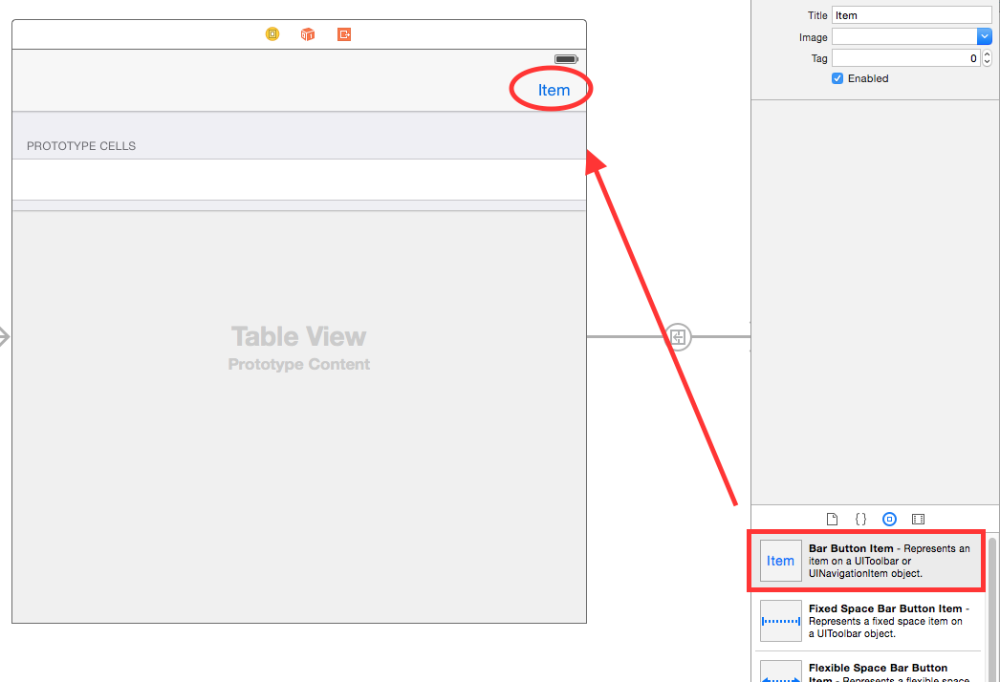 Title Item
Image
Tag 0
Enabled
Item
PROTOTYPE CELLS
Table View
Prototype Content
Item
Bar Button Item - Represents an
item on a UIToolbar or
UINavigationItem object.
Fixed Space Bar Button Item -
Represents a fixed space item on
a UIToolbar object.
Flexible Space Bar Button
Item - Represents a flexible space